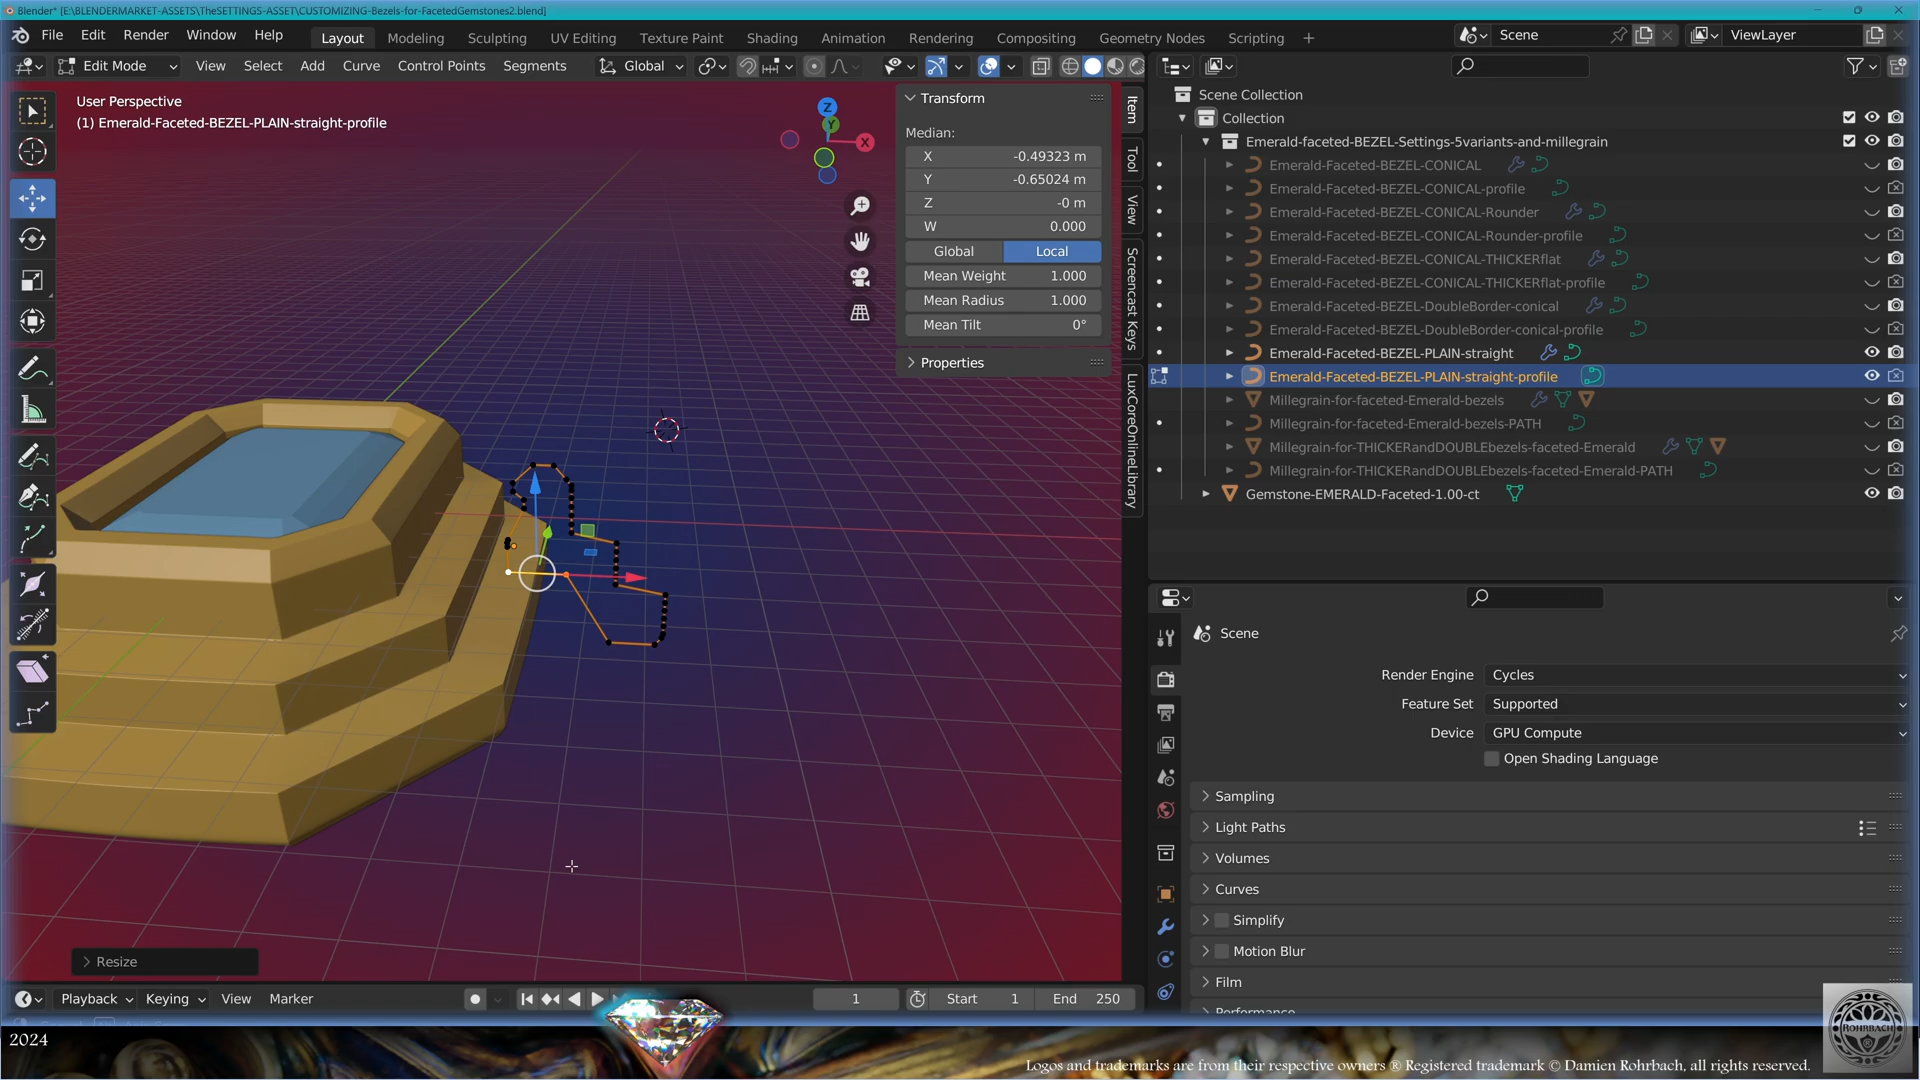 Blender* [E:\BLENDERMARKET-ASSETS\TheSETTINGS-ASSET\CUSTOMIZING-Bezels-for-FacetedGemstones2.blend]
File Edit Render Window Help Layout Modeling Sculpting UV Editing Texture Paint Shading Animation Rendering Compositing Geometry Nodes Scripting + Scene ViewLayer
Edit Mode View Select Add Curve Control Points Segments Global
User Perspective
(1) Emerald-Faceted-BEZEL-PLAIN-straight-profile
Z
Y
X
Transform
Median:
X -0.49323 m
Y -0.65024 m
Z -0 m
W 0.000
Global Local
Mean Weight 1.000
Mean Radius 1.000
Mean Tilt 0°
Properties
Item
Tool
View
Screencast Keys
LuxCoreOnlineLibrary
Scene Collection
Collection
Emerald-faceted-BEZEL-Settings-5variants-and-millegrain
Emerald-Faceted-BEZEL-CONICAL
Emerald-Faceted-BEZEL-CONICAL-profile
Emerald-Faceted-BEZEL-CONICAL-Rounder
Emerald-Faceted-BEZEL-CONICAL-Rounder-profile
Emerald-Faceted-BEZEL-CONICAL-THICKERflat
Emerald-Faceted-BEZEL-CONICAL-THICKERflat-profile
Emerald-Faceted-BEZEL-DoubleBorder-conical
Emerald-Faceted-BEZEL-DoubleBorder-conical-profile
Emerald-Faceted-BEZEL-PLAIN-straight
Emerald-Faceted-BEZEL-PLAIN-straight-profile
Millegrain-for-faceted-Emerald-bezels
Millegrain-for-faceted-Emerald-bezels-PATH
Millegrain-for-THICKERandDOUBLEbezels-faceted-Emerald
Millegrain-for-THICKERandDOUBLEbezels-faceted-Emerald-PATH
Gemstone-EMERALD-Faceted-1.00-ct
Scene
Render Engine Cycles
Feature Set Supported
Device GPU Compute
Open Shading Language
Sampling
Light Paths
Volumes
Curves
Simplify
Motion Blur
Film
Performance
Resize
Playback Keying View Marker 1 Start 1 End 250
2024
ROHRBACH
®
Logos and trademarks are from their respective owners ® Registered trademark © Damien Rohrbach, all rights reserved.